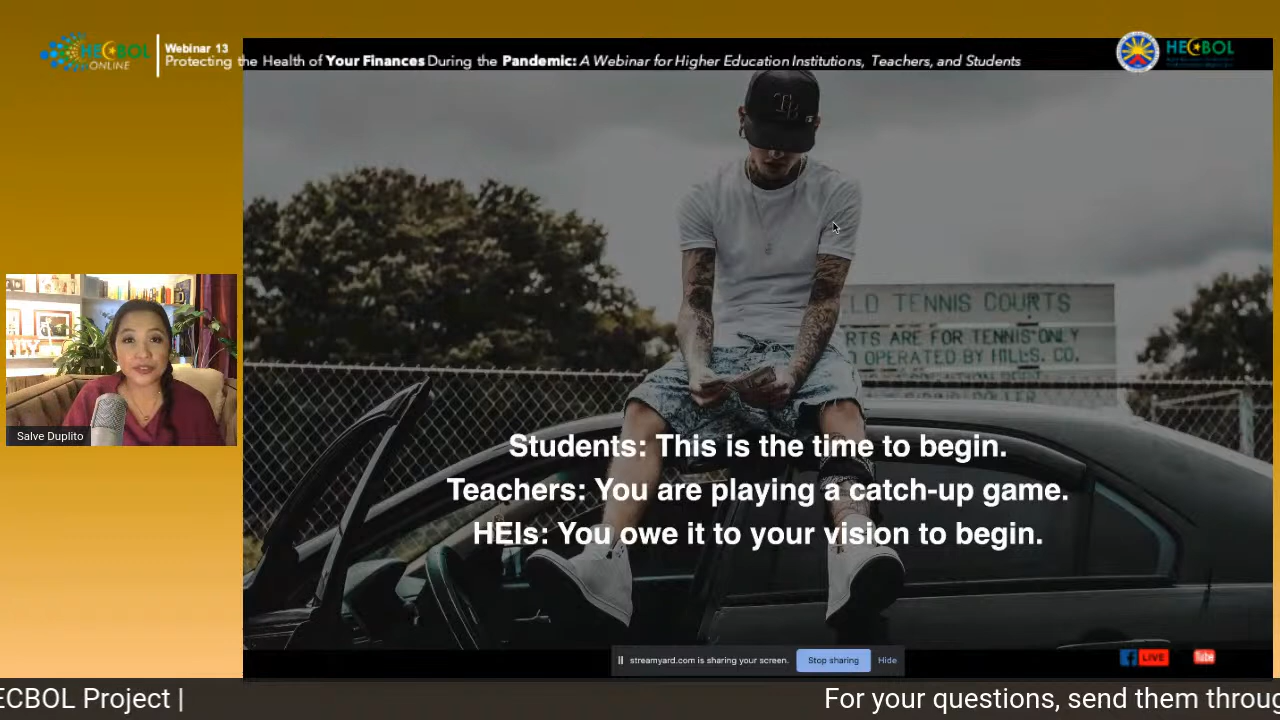 HECBOL
ONLINE
Webinar 13
Protecting the Health of Your Finances During the Pandemic: A Webinar for Higher Education Institutions, Teachers, and Students
HECBOL
TB
LD TENNIS COURTS
RTS ARE FOR TENNIS ONLY
OPERATED BY HILLS. CO.
Students: This is the time to begin.
Teachers: You are playing a catch-up game.
HEIs: You owe it to your vision to begin.
Salve Duplito
streamyard.com is sharing your screen.
Stop sharing
Hide
LIVE
Tube
ECBOL Project |
For your questions, send them throug